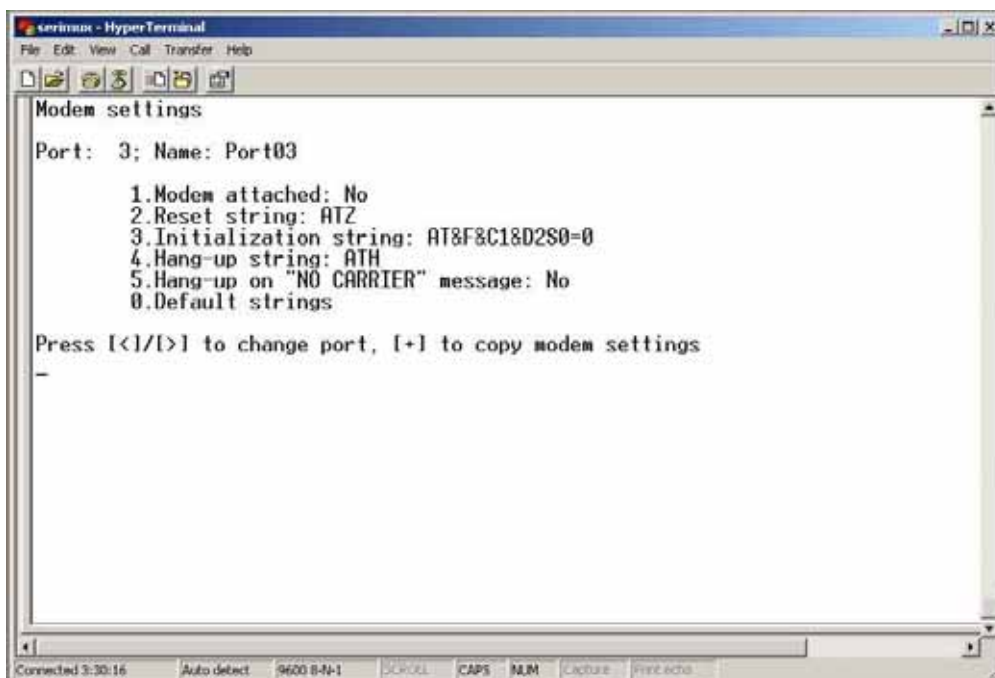 serimux - HyperTerminal
File Edit View Call Transfer Help
Modem settings
Port: 3; Name: Port03
1.Modem attached: No
2.Reset string: ATZ
3.Initialization string: AT&F&C1&D2S0=0
4.Hang-up string: ATH
5.Hang-up on "NO CARRIER" message: No
0.Default strings
Press [<]/[>] to change port, [+] to copy modem settings
_
Connected 3:30:16 Auto detect 9600 8-N-1 SCROLL CAPS NUM Capture Print echo